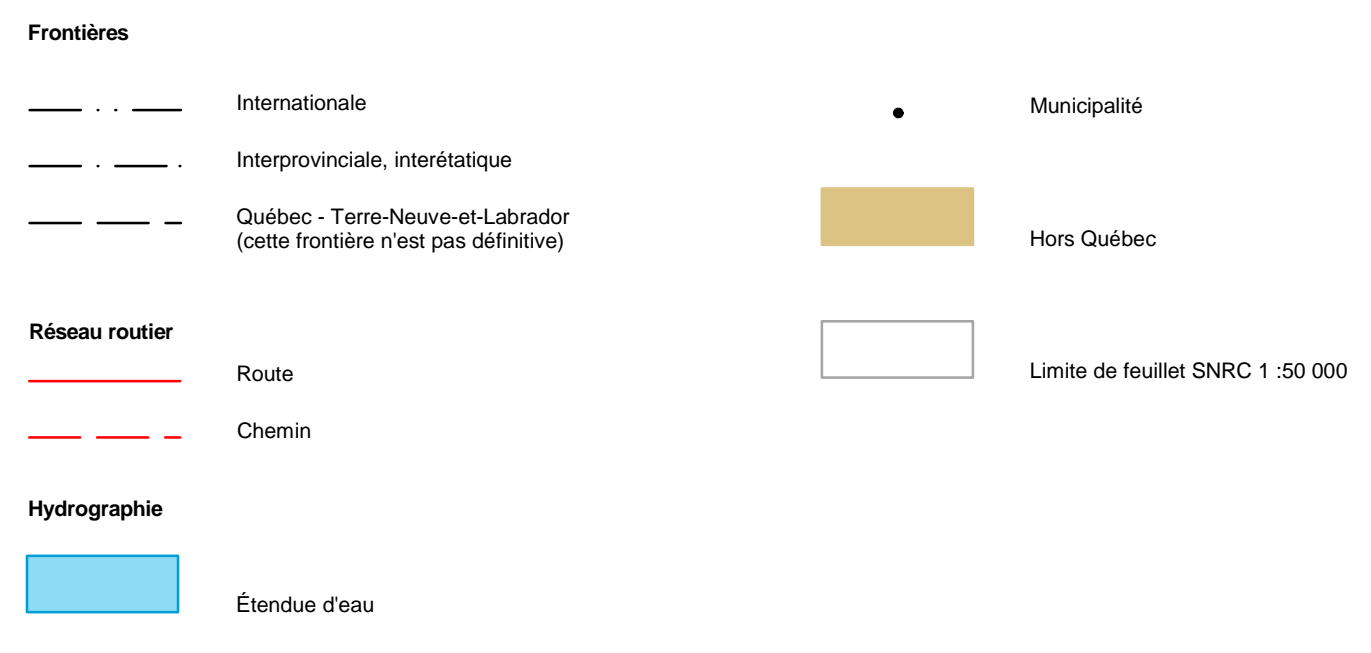 Frontières
Internationale
Interprovinciale, interétatique
Québec - Terre-Neuve-et-Labrador
(cette frontière n'est pas définitive)
Réseau routier
Route
Chemin
Hydrographie
Étendue d'eau
Municipalité
Hors Québec
Limite de feuillet SNRC 1 :50 000